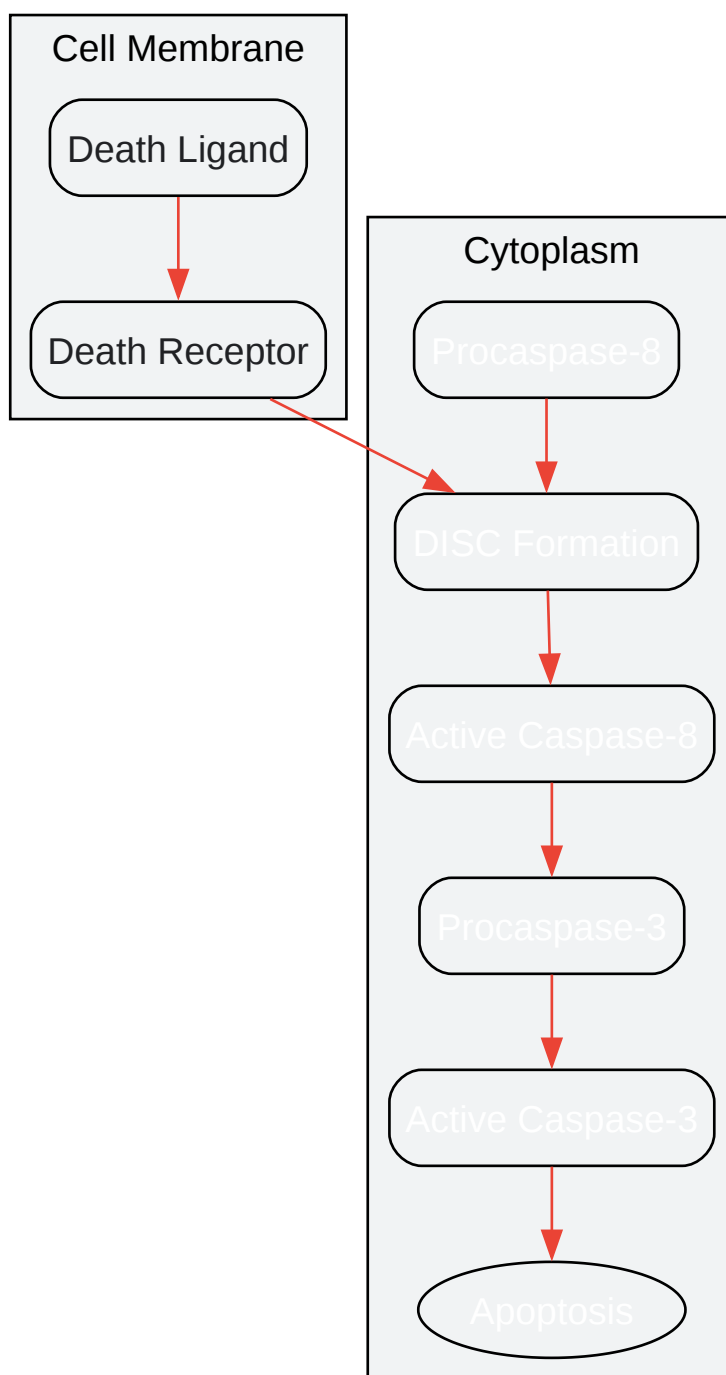 Cell Membrane
Death Ligand
Death Receptor
Cytoplasm
Procaspase-8
DISC Formation
Active Caspase-8
Procaspase-3
Active Caspase-3
Apoptosis